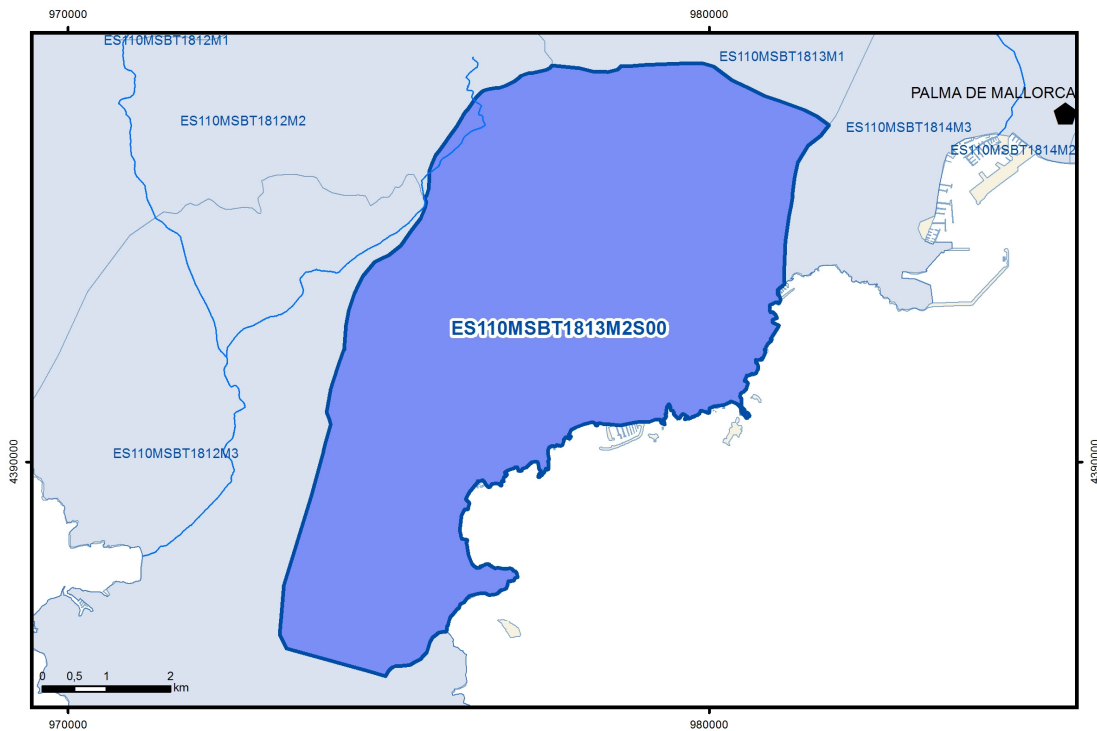 970000
980000
ES110MSBT1812M1
ES110MSBT1813M1
PALMA DE MALLORCA
ES110MSBT1812M2
ES110MSBT1814M3
ES110MSBT1814M2
ES110MSBT1813M2S00
ES110MSBT1812M3
4390000
4390000
0 0,5 1 2
km
970000
980000